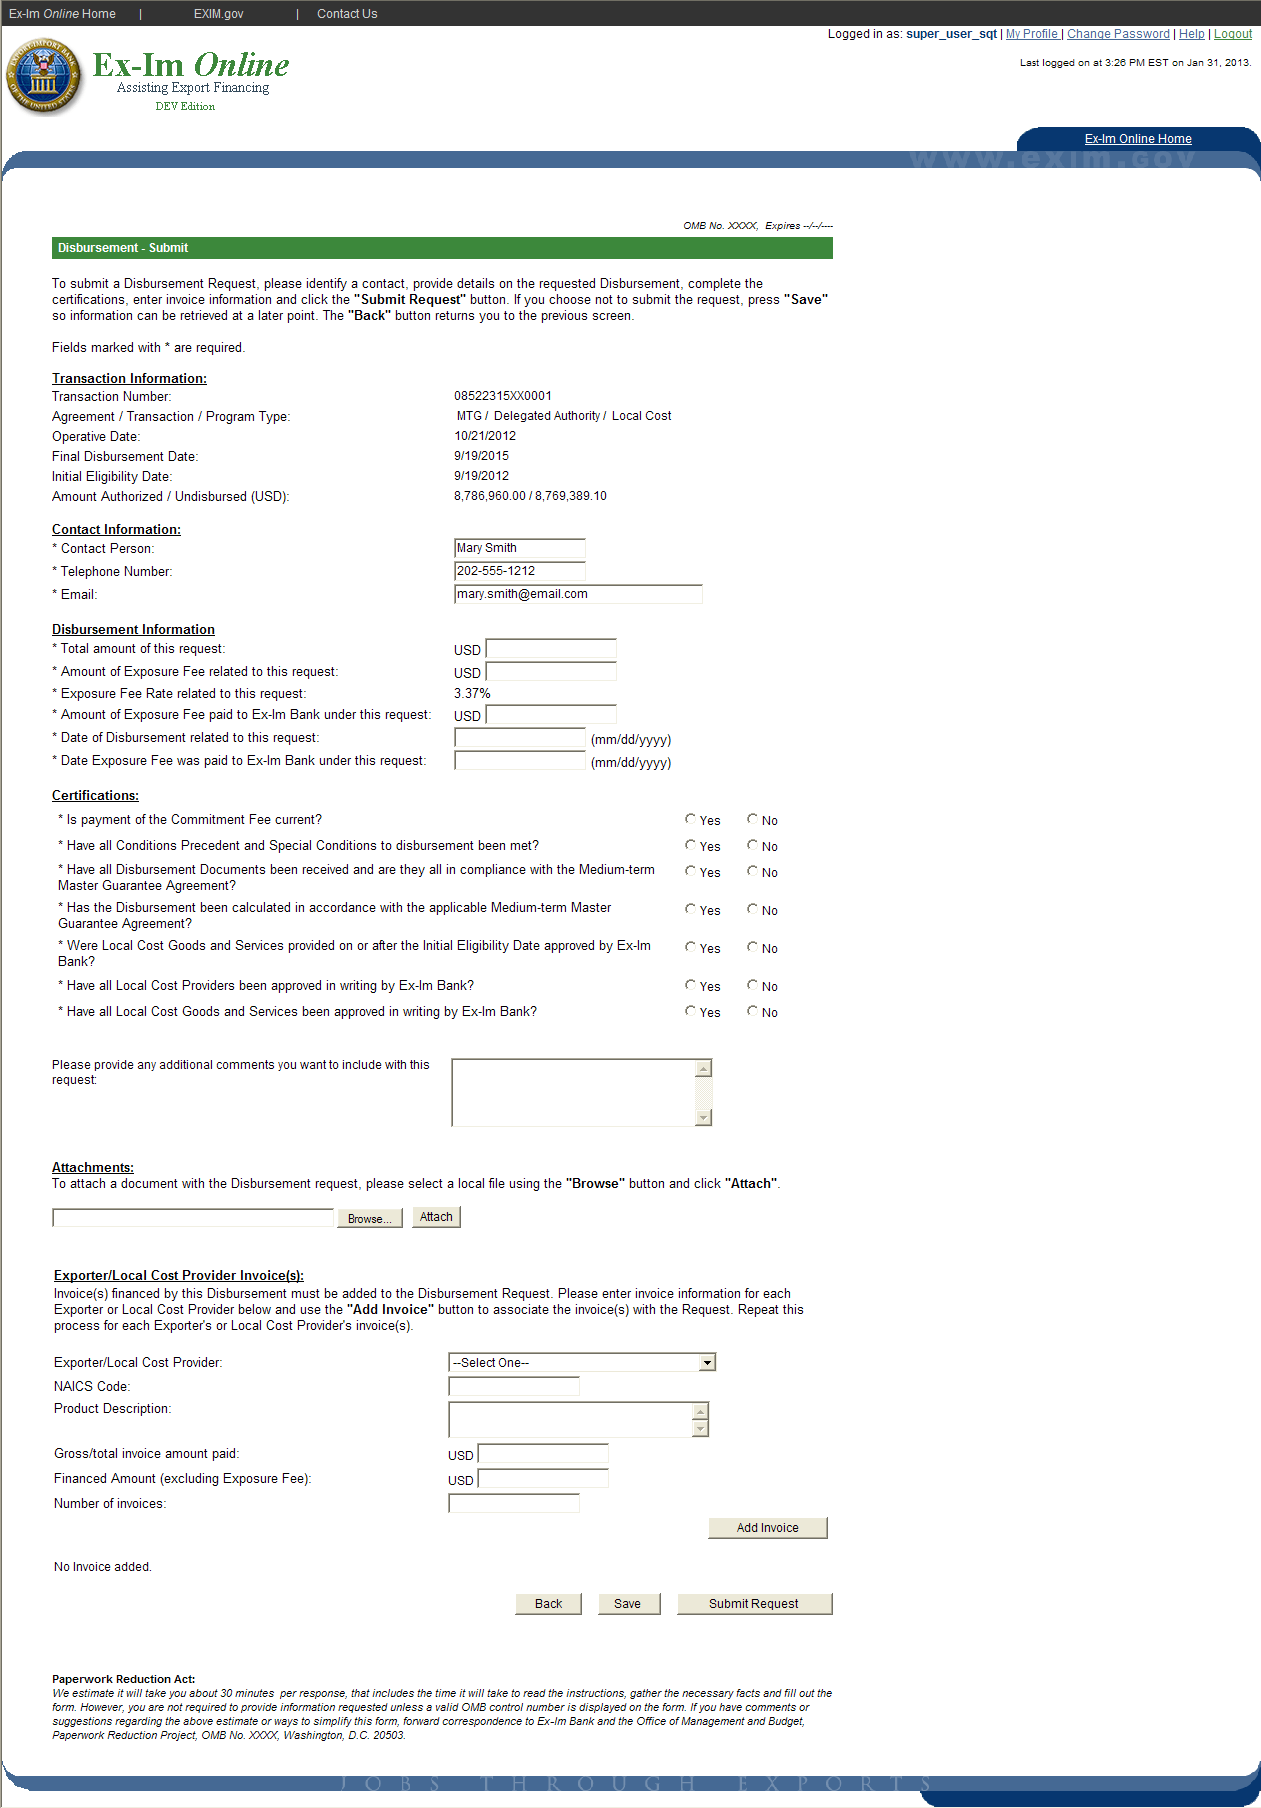 Ex-Im Online Home | EXIM.gov | Contact Us
Logged in as: super_user_sqt | My Profile | Change Password | Help | Logout
Last logged on at 3:26 PM EST on Jan 31, 2013.
EXPORT-IMPORT BANK OF THE UNITED STATES
Ex-Im Online
Assisting Export Financing
DEV Edition
Ex-Im Online Home
www.exim.gov
OMB No. XXXX, Expires --/--/----
Disbursement - Submit
To submit a Disbursement Request, please identify a contact, provide details on the requested Disbursement, complete the
certifications, enter invoice information and click the "Submit Request" button. If you choose not to submit the request, press "Save"
so information can be retrieved at a later point. The "Back" button returns you to the previous screen.
Fields marked with * are required.
Transaction Information:
Transaction Number: 08522315XX0001
Agreement / Transaction / Program Type: MTG / Delegated Authority / Local Cost
Operative Date: 10/21/2012
Final Disbursement Date: 9/19/2015
Initial Eligibility Date: 9/19/2012
Amount Authorized / Undisbursed (USD): 8,786,960.00 / 8,769,389.10
Contact Information:
* Contact Person: Mary Smith
* Telephone Number: 202-555-1212
* Email: mary.smith@email.com
Disbursement Information
* Total amount of this request: USD
* Amount of Exposure Fee related to this request: USD
* Exposure Fee Rate related to this request: 3.37%
* Amount of Exposure Fee paid to Ex-Im Bank under this request: USD
* Date of Disbursement related to this request: (mm/dd/yyyy)
* Date Exposure Fee was paid to Ex-Im Bank under this request: (mm/dd/yyyy)
Certifications:
* Is payment of the Commitment Fee current? Yes No
* Have all Conditions Precedent and Special Conditions to disbursement been met? Yes No
* Have all Disbursement Documents been received and are they all in compliance with the Medium-term
Master Guarantee Agreement? Yes No
* Has the Disbursement been calculated in accordance with the applicable Medium-term Master
Guarantee Agreement? Yes No
* Were Local Cost Goods and Services provided on or after the Initial Eligibility Date approved by Ex-Im
Bank? Yes No
* Have all Local Cost Providers been approved in writing by Ex-Im Bank? Yes No
* Have all Local Cost Goods and Services been approved in writing by Ex-Im Bank? Yes No
Please provide any additional comments you want to include with this
request:
Attachments:
To attach a document with the Disbursement request, please select a local file using the "Browse" button and click "Attach".
Browse... Attach
Exporter/Local Cost Provider Invoice(s):
Invoice(s) financed by this Disbursement must be added to the Disbursement Request. Please enter invoice information for each
Exporter or Local Cost Provider below and use the "Add Invoice" button to associate the invoice(s) with the Request. Repeat this
process for each Exporter's or Local Cost Provider's invoice(s).
Exporter/Local Cost Provider: --Select One--
NAICS Code:
Product Description:
Gross/total invoice amount paid: USD
Financed Amount (excluding Exposure Fee): USD
Number of invoices:
Add Invoice
No Invoice added.
Back Save Submit Request
Paperwork Reduction Act:
We estimate it will take you about 30 minutes per response, that includes the time it will take to read the instructions, gather the necessary facts and fill out the
form. However, you are not required to provide information requested unless a valid OMB control number is displayed on the form. If you have comments or
suggestions regarding the above estimate or ways to simplify this form, forward correspondence to Ex-Im Bank and the Office of Management and Budget,
Paperwork Reduction Project, OMB No. XXXX, Washington, D.C. 20503.
JOBS THROUGH EXPORTS